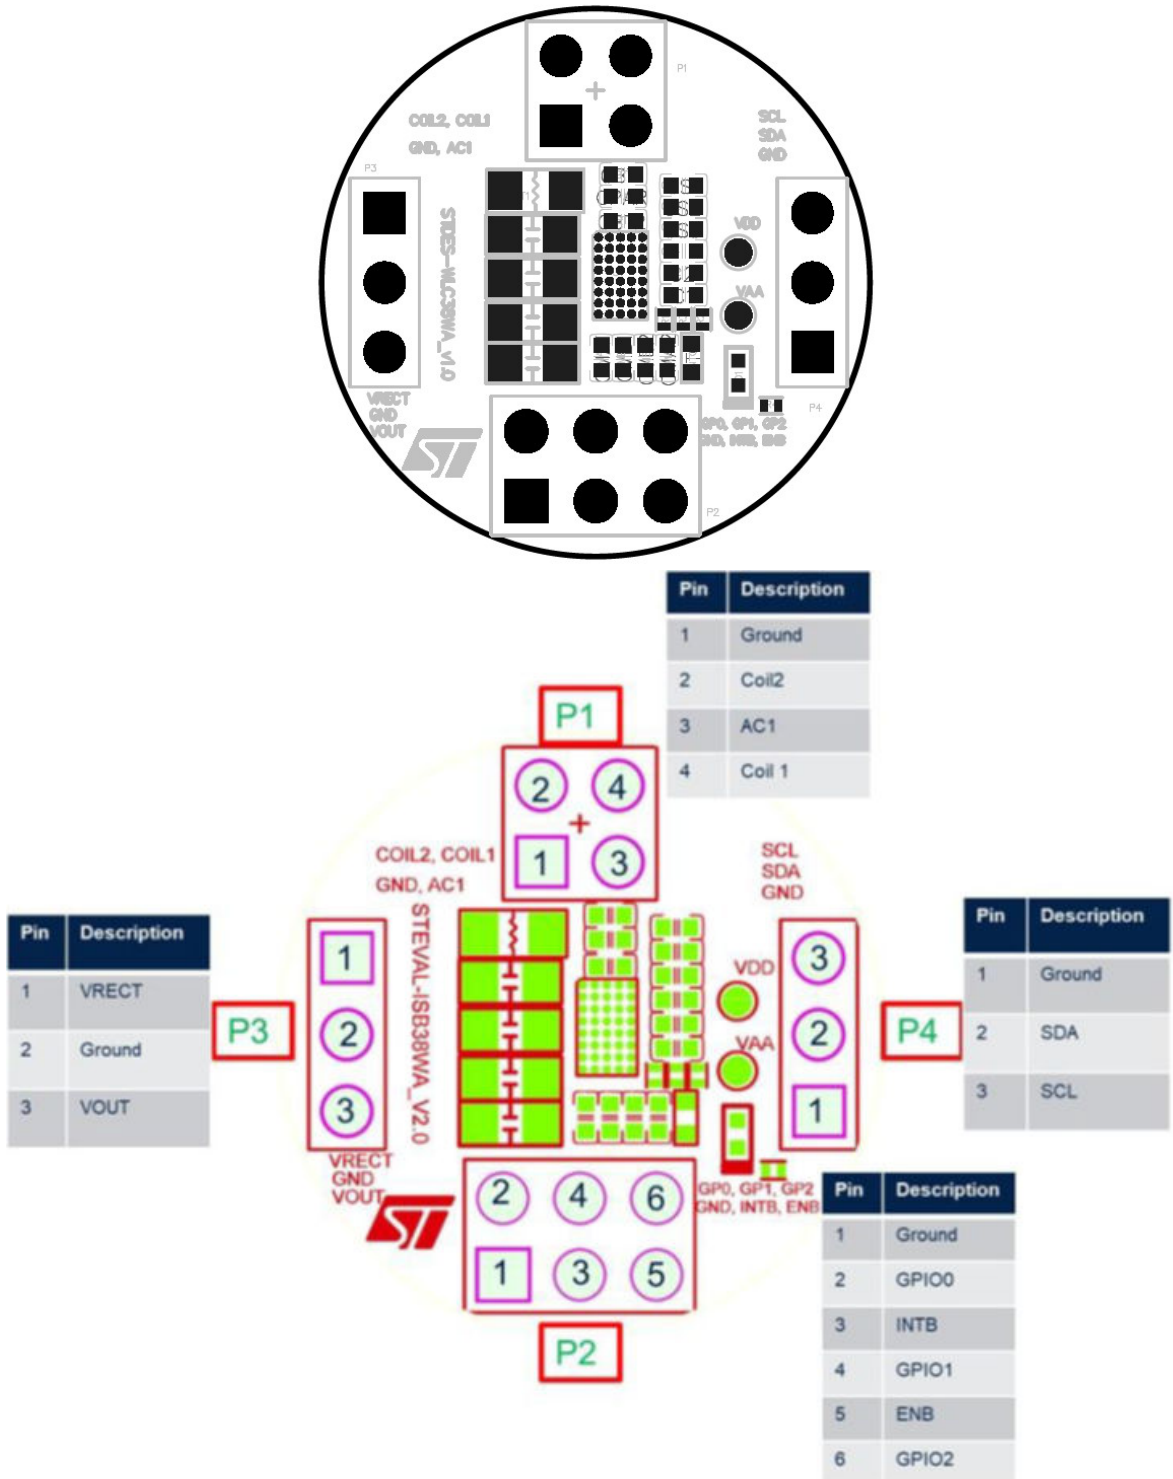 P1
COIL2, COIL1
GND, AC1
SCL
SDA
GND
P3
STDES-WLC38WA_V1.0
VDD
VAA
VRECT
GND
VOUT
P4
GP0, GP1, GP2
GND, INTB, ENB
ST
P2
Pin Description
1 Ground
2 Coil2
3 AC1
4 Coil 1
P1
2 4
1 3
COIL2, COIL1
GND, AC1
SCL
SDA
GND
STEVAL-ISB38WA_V2.0
VDD
VAA
Pin Description
1 VRECT
2 Ground
3 VOUT
P3
1
2
3
VRECT
GND
VOUT
ST
3
2
1
P4
Pin Description
1 Ground
2 SDA
3 SCL
GP0, GP1, GP2
GND, INTB, ENB
2 4 6
1 3 5
P2
Pin Description
1 Ground
2 GPIO0
3 INTB
4 GPIO1
5 ENB
6 GPIO2